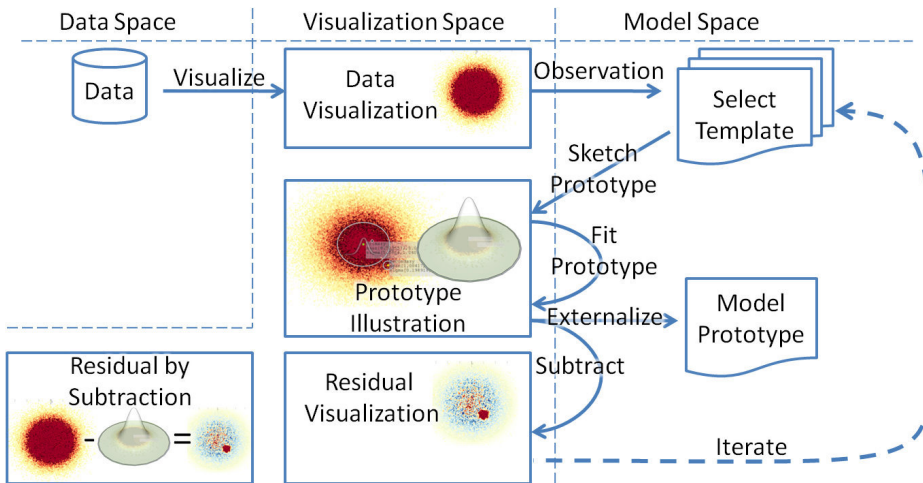 Data Space
Visualization Space
Model Space
Data
Visualize
Data
Visualization
Observation
Select
Template
Sketch
Prototype
Fit
Prototype
Prototype
Illustration
Externalize
Model
Prototype
Residual by
Subtraction
- =
Residual
Visualization
Subtract
Iterate